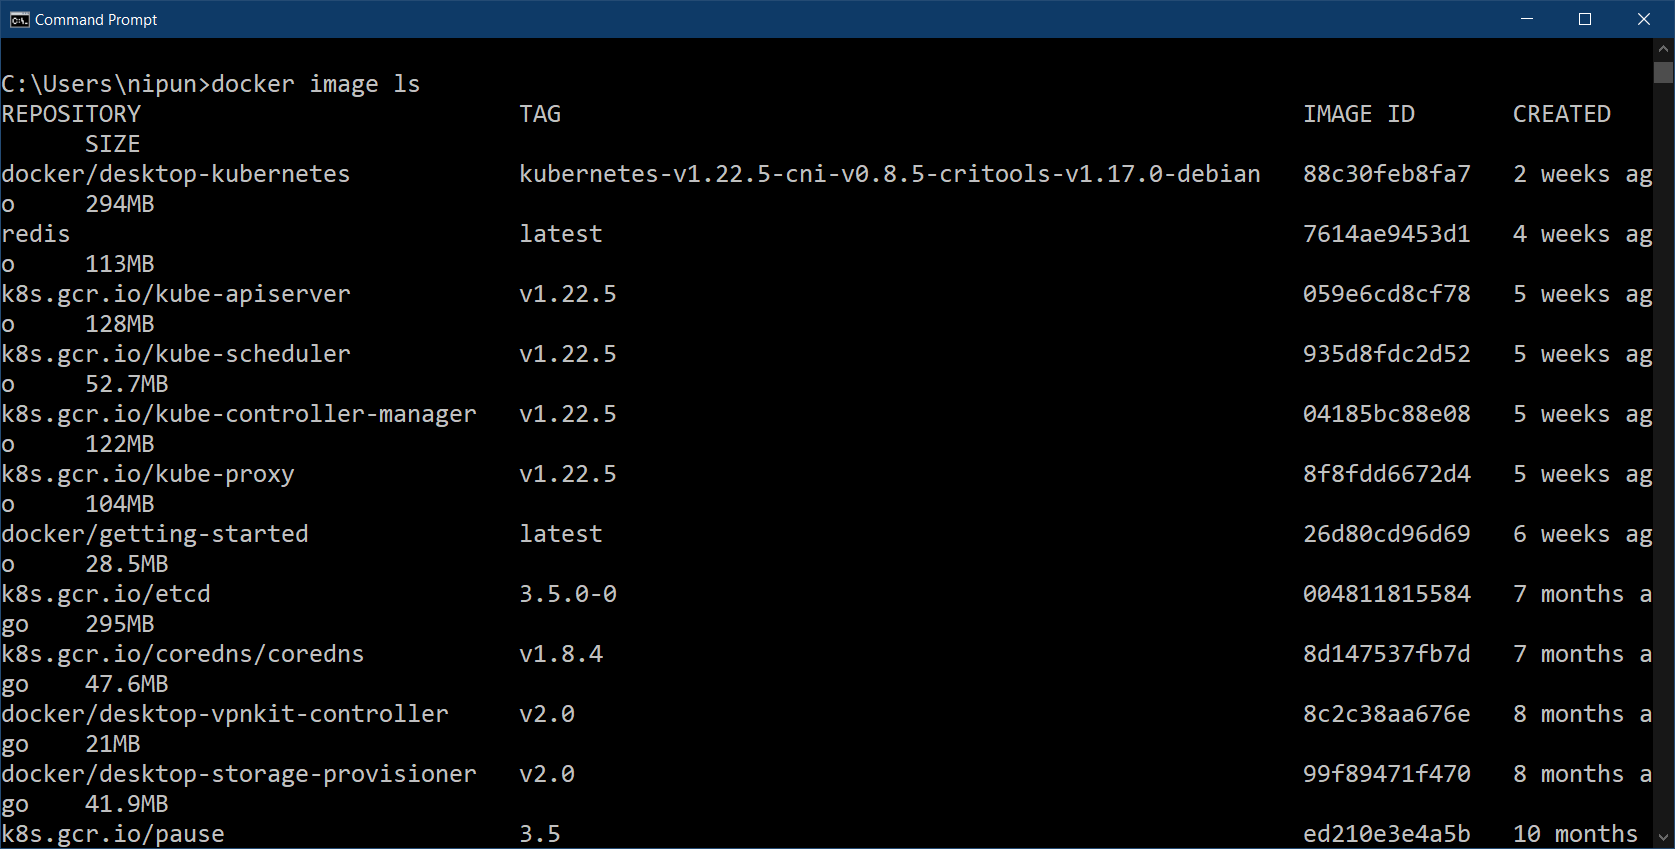 Command Prompt
C:\Users\nipun>docker image ls
REPOSITORY TAG IMAGE ID CREATED
SIZE
docker/desktop-kubernetes kubernetes-v1.22.5-cni-v0.8.5-critools-v1.17.0-debian 88c30feb8fa7 2 weeks ag
o 294MB
redis latest 7614ae9453d1 4 weeks ag
o 113MB
k8s.gcr.io/kube-apiserver v1.22.5 059e6cd8cf78 5 weeks ag
o 128MB
k8s.gcr.io/kube-scheduler v1.22.5 935d8fdc2d52 5 weeks ag
o 52.7MB
k8s.gcr.io/kube-controller-manager v1.22.5 04185bc88e08 5 weeks ag
o 122MB
k8s.gcr.io/kube-proxy v1.22.5 8f8fdd6672d4 5 weeks ag
o 104MB
docker/getting-started latest 26d80cd96d69 6 weeks ag
o 28.5MB
k8s.gcr.io/etcd 3.5.0-0 004811815584 7 months a
go 295MB
k8s.gcr.io/coredns/coredns v1.8.4 8d147537fb7d 7 months a
go 47.6MB
docker/desktop-vpnkit-controller v2.0 8c2c38aa676e 8 months a
go 21MB
docker/desktop-storage-provisioner v2.0 99f89471f470 8 months a
go 41.9MB
k8s.gcr.io/pause 3.5 ed210e3e4a5b 10 months